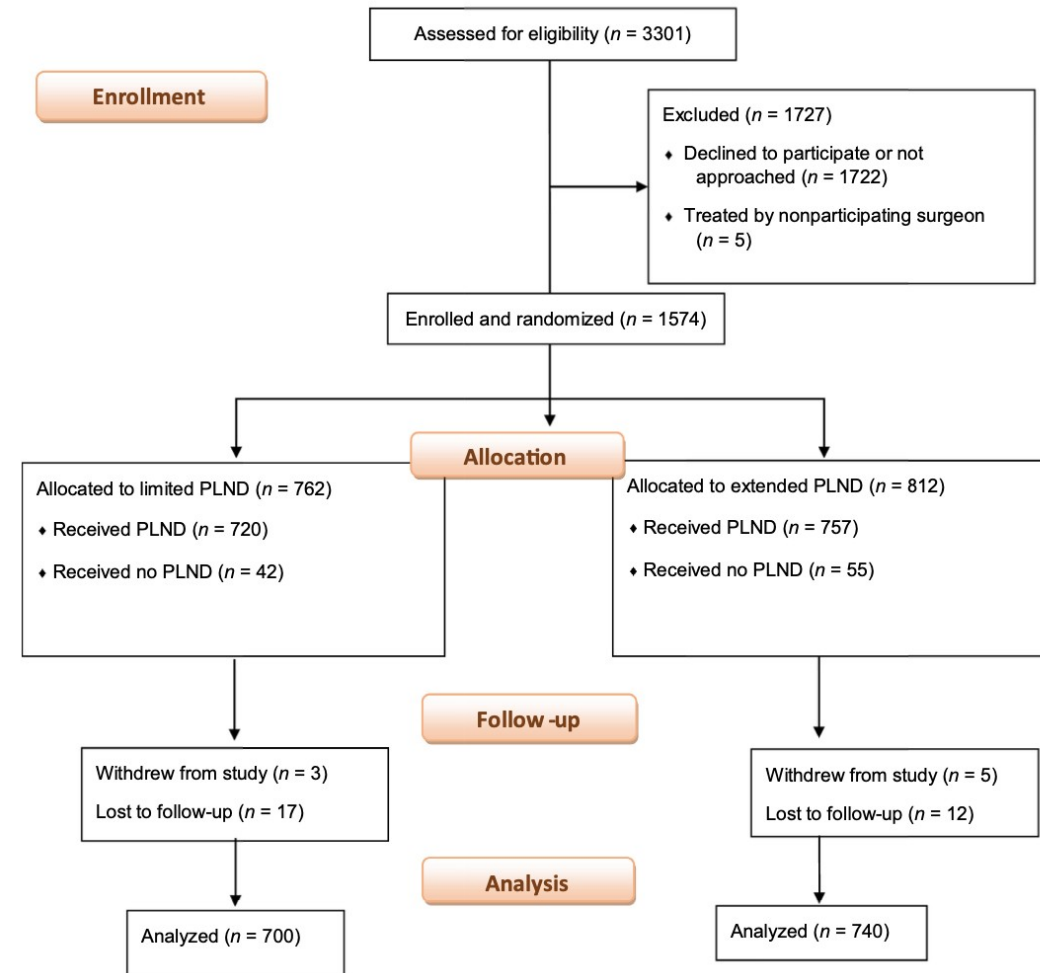 Assessed for eligibility (n = 3301)
Enrollment
Excluded (n = 1727)
♦ Declined to participate or not
approached (n = 1722)
♦ Treated by nonparticipating surgeon
(n = 5)
Enrolled and randomized (n = 1574)
Allocation
Allocated to limited PLND (n = 762)
♦ Received PLND (n = 720)
♦ Received no PLND (n = 42)
Allocated to extended PLND (n = 812)
♦ Received PLND (n = 757)
♦ Received no PLND (n = 55)
Follow -up
Withdrew from study (n = 3)
Lost to follow-up (n = 17)
Withdrew from study (n = 5)
Lost to follow-up (n = 12)
Analysis
Analyzed (n = 700)
Analyzed (n = 740)